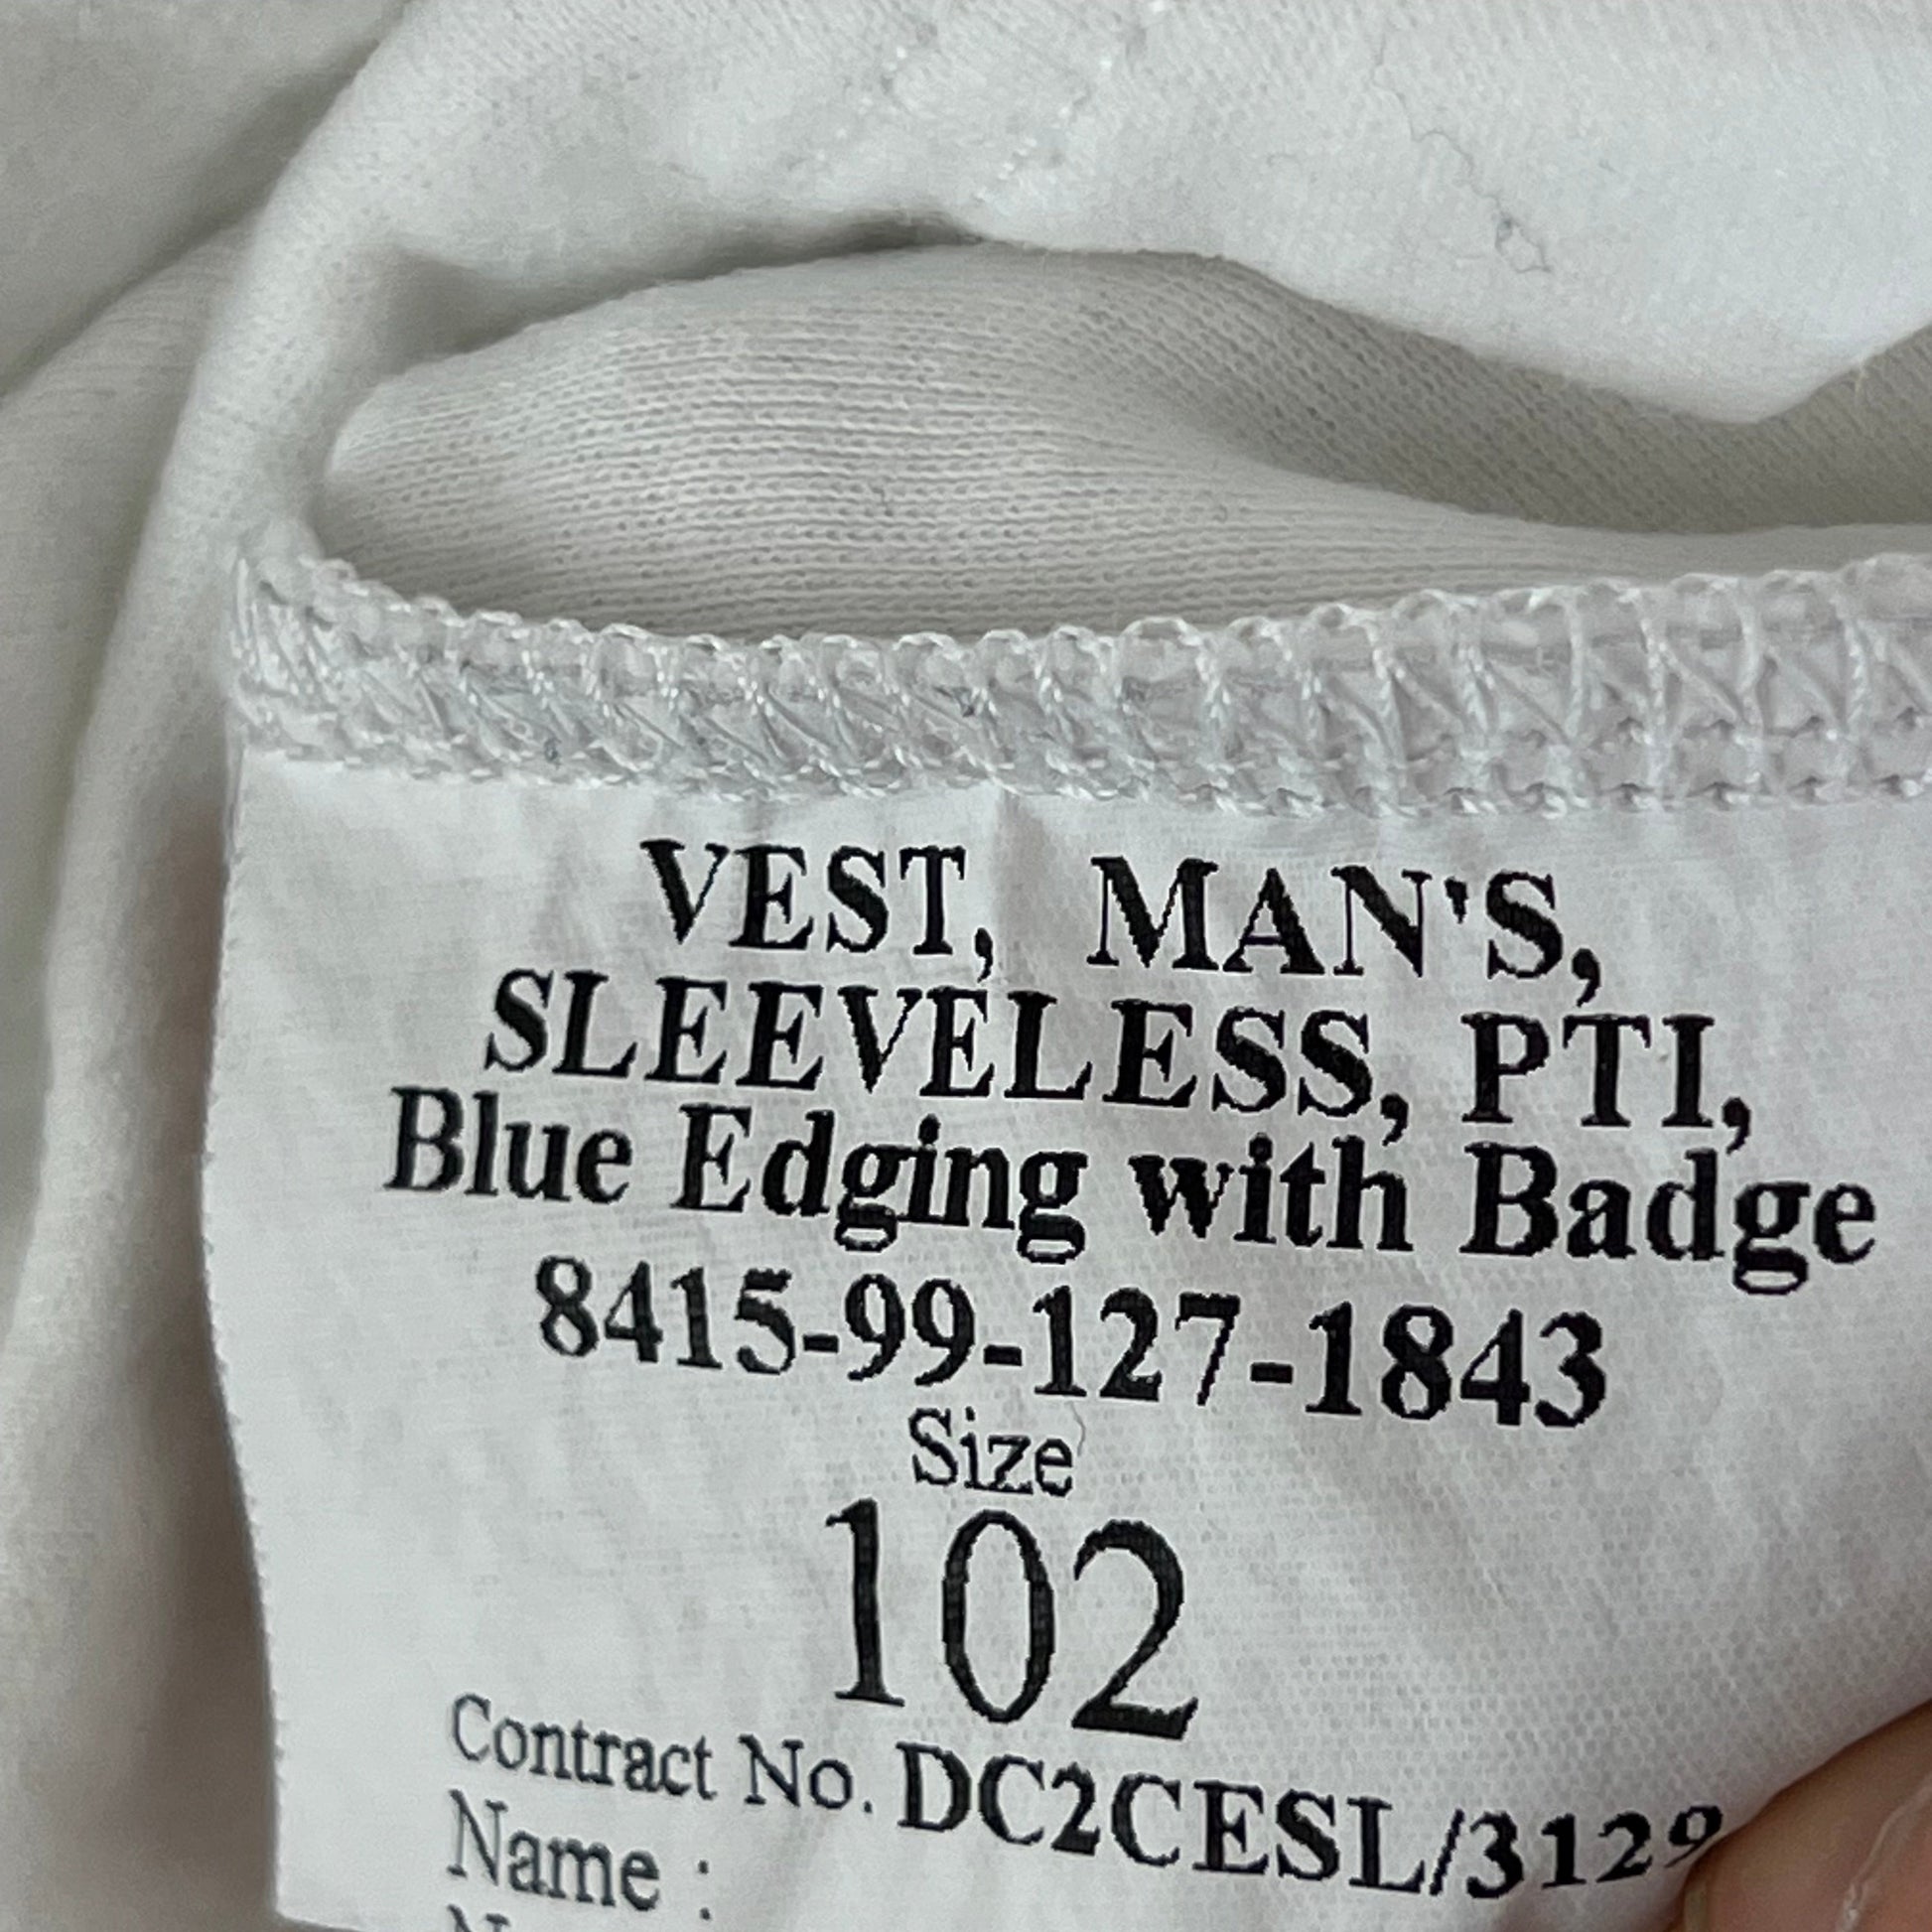 VEST, MAN'S,
SLEEVELESS, PTI,
Blue Edging with Badge
8415-99-127-1843
Size
102
Contract No. DC2CESL/3129
Name :